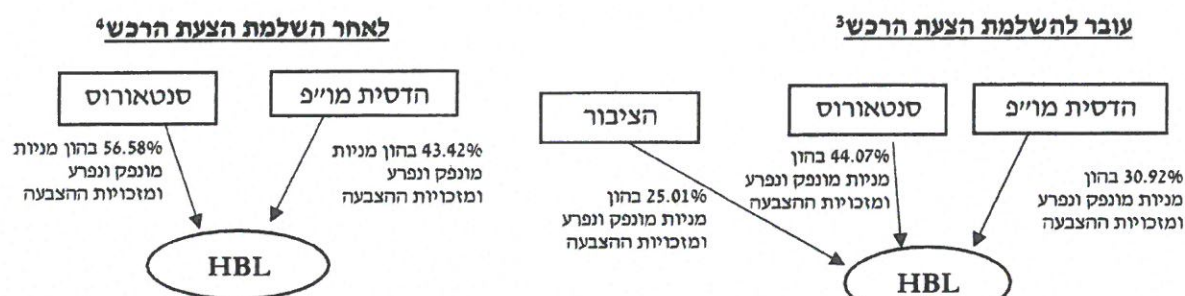 עובר להשלמת הצעת הרכש³
הדסית מו"פ
סנטאורוס
הציבור
30.92% בהון
מניות מונפק ונפרע
ומזכויות ההצבעה
44.07% בהון
מניות מונפק ונפרע
ומזכויות ההצבעה
25.01% בהון
מניות מונפק ונפרע
ומזכויות ההצבעה
HBL
לאחר השלמת הצעת הרכש⁴
הדסית מו"פ
סנטאורוס
43.42% בהון מניות
מונפק ונפרע
ומזכויות ההצבעה
56.58% בהון מניות
מונפק ונפרע
ומזכויות ההצבעה
HBL